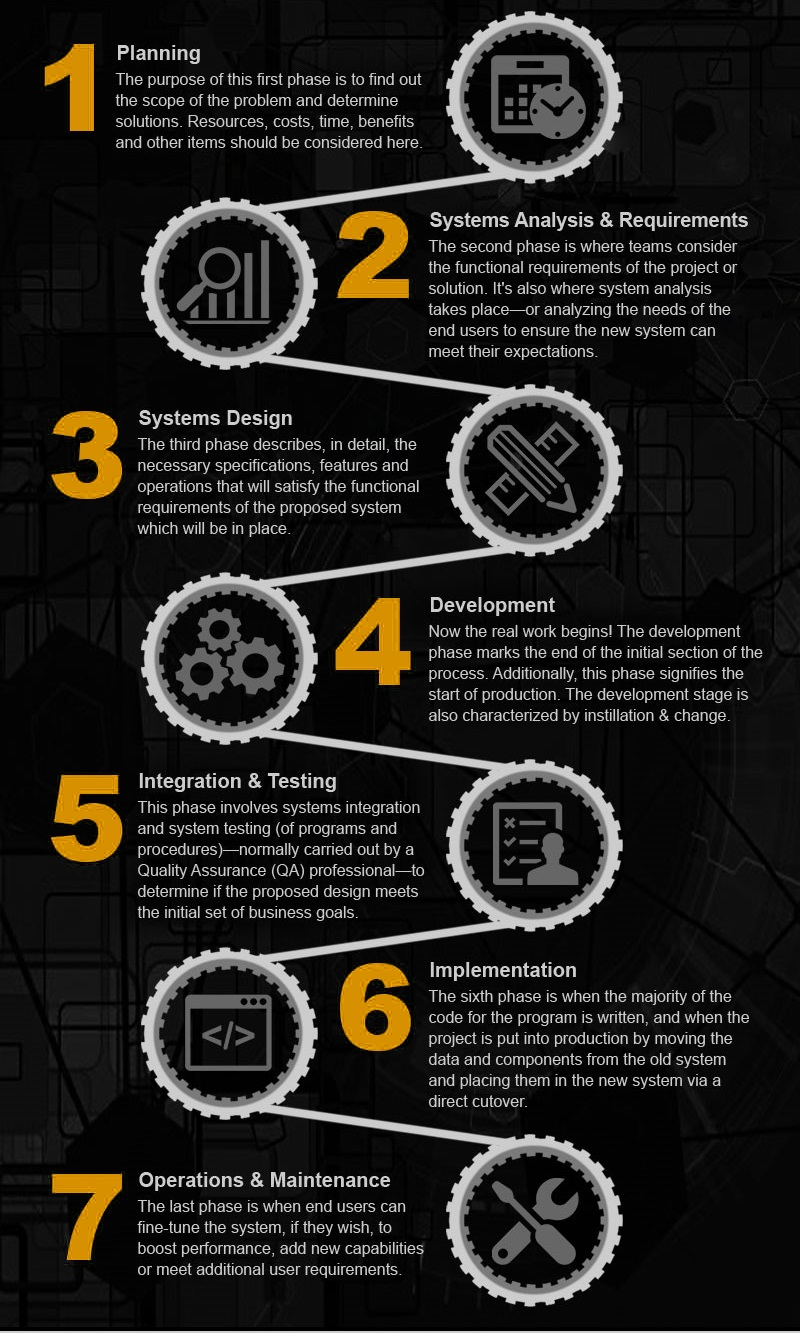 1
Planning
The purpose of this first phase is to find out
the scope of the problem and determine
solutions. Resources, costs, time, benefits
and other items should be considered here.
2
Systems Analysis & Requirements
The second phase is where teams consider
the functional requirements of the project or
solution. It's also where system analysis
takes place—or analyzing the needs of the
end users to ensure the new system can
meet their expectations.
3
Systems Design
The third phase describes, in detail, the
necessary specifications, features and
operations that will satisfy the functional
requirements of the proposed system
which will be in place.
4
Development
Now the real work begins! The development
phase marks the end of the initial section of the
process. Additionally, this phase signifies the
start of production. The development stage is
also characterized by instillation & change.
5
Integration & Testing
This phase involves systems integration
and system testing (of programs and
procedures)—normally carried out by a
Quality Assurance (QA) professional—to
determine if the proposed design meets
the initial set of business goals.
6
Implementation
The sixth phase is when the majority of the
code for the program is written, and when the
project is put into production by moving the
data and components from the old system
and placing them in the new system via a
direct cutover.
</>
7
Operations & Maintenance
The last phase is when end users can
fine-tune the system, if they wish, to
boost performance, add new capabilities
or meet additional user requirements.